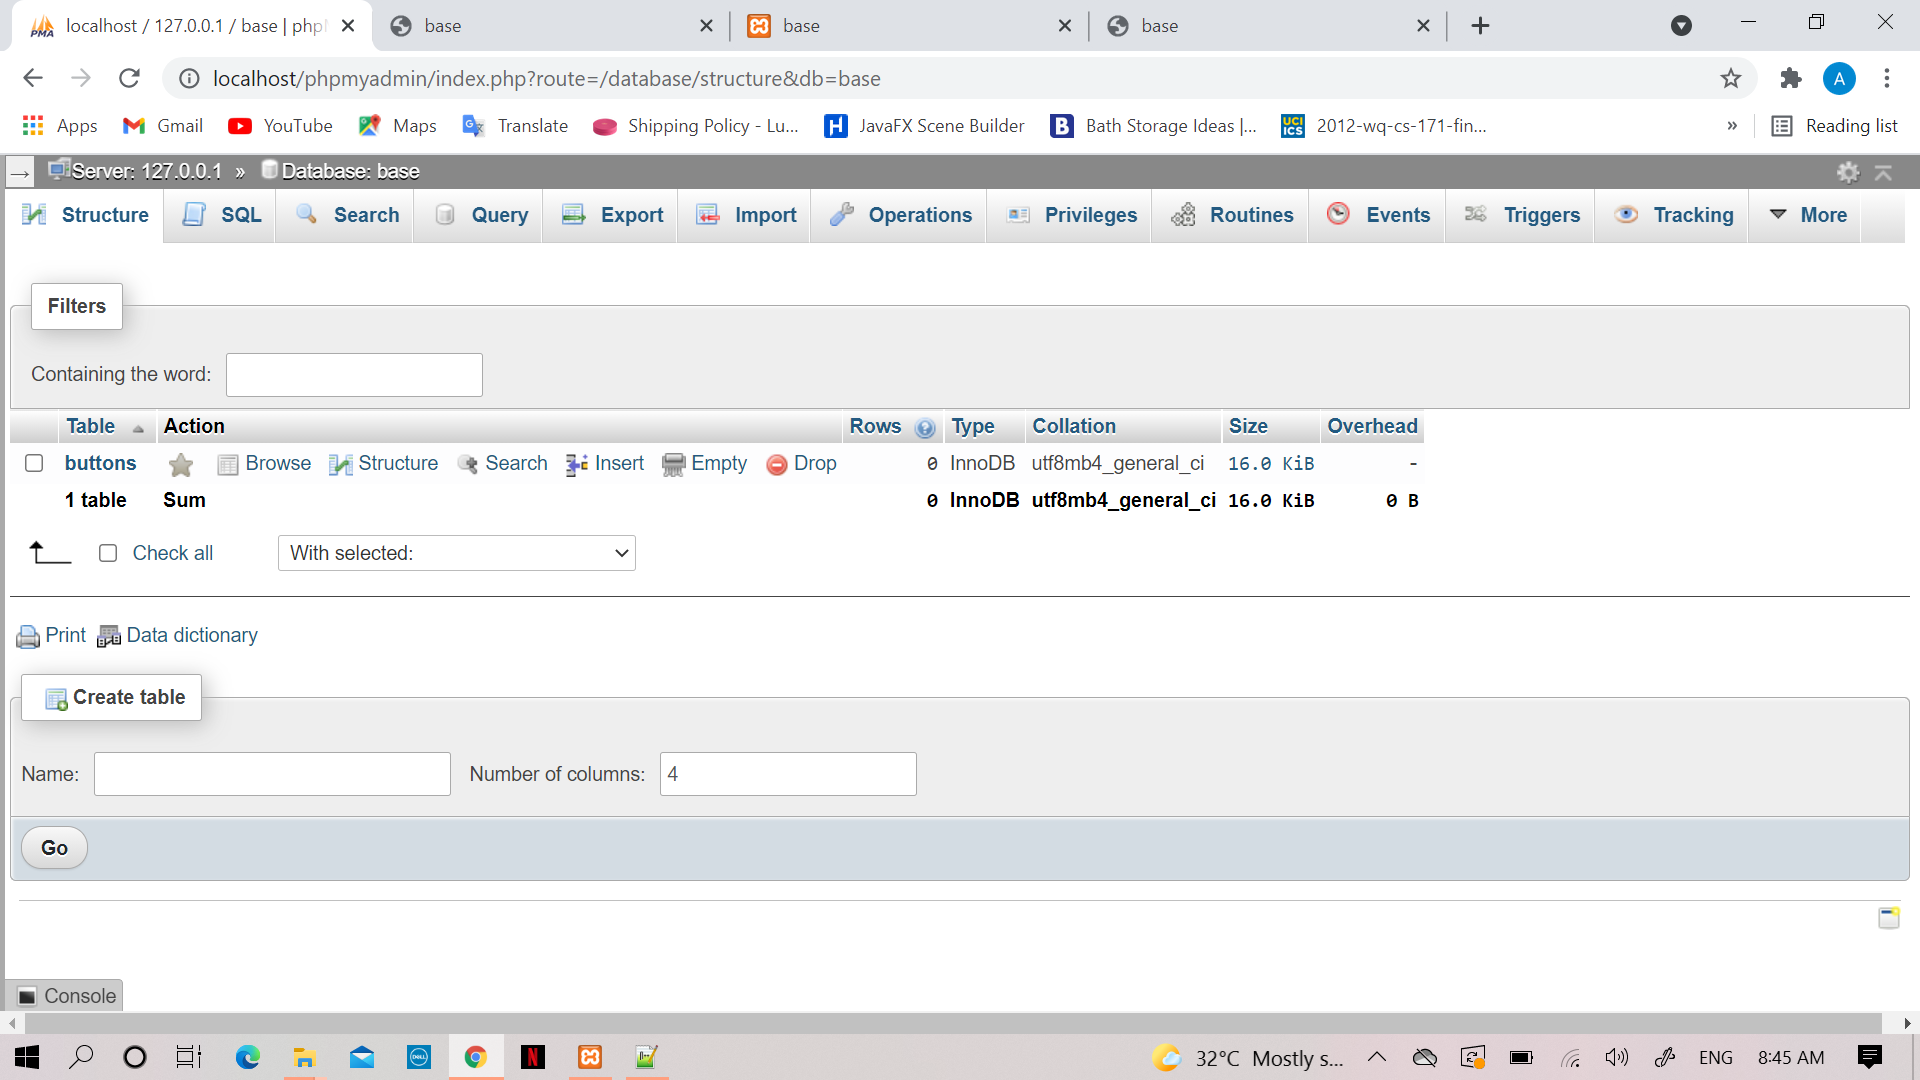 localhost / 127.0.0.1 / base | php
base
base
base
localhost/phpmyadmin/index.php?route=/database/structure&db=base
A
Apps
Gmail
YouTube
Maps
Translate
Shipping Policy - Lu...
JavaFX Scene Builder
Bath Storage Ideas |...
2012-wq-cs-171-fin...
»
Reading list
Server: 127.0.0.1 » Database: base
Structure
SQL
Search
Query
Export
Import
Operations
Privileges
Routines
Events
Triggers
Tracking
More
Filters
Containing the word:
Table Action Rows Type Collation Size Overhead
buttons Browse Structure Search Insert Empty Drop 0 InnoDB utf8mb4_general_ci 16.0 KiB -
1 table Sum 0 InnoDB utf8mb4_general_ci 16.0 KiB 0 B
Check all With selected:
Print Data dictionary
Create table
Name: Number of columns: 4
Go
Console
32°C Mostly s... ENG 8:45 AM